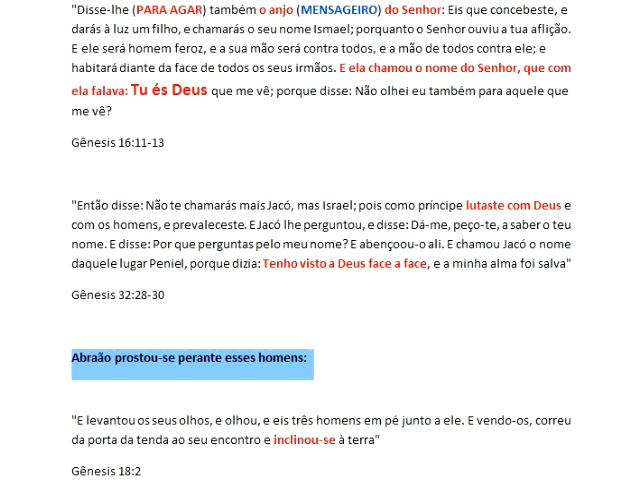 "Disse-lhe (PARA AGAR) também o anjo (MENSAGEIRO) do Senhor: Eis que concebeste, e
darás à luz um filho, e chamarás o seu nome Ismael; porquanto o Senhor ouviu a tua aflição.
E ele será homem feroz, e a sua mão será contra todos, e a mão de todos contra ele; e
habitará diante da face de todos os seus irmãos. E ela chamou o nome do Senhor, que com
ela falava: Tu és Deus que me vê; porque disse: Não olhei eu também para aquele que
me vê?
Gênesis 16:11-13
"Então disse: Não te chamarás mais Jacó, mas Israel; pois como príncipe lutaste com Deus e
com os homens, e prevaleceste. E Jacó lhe perguntou, e disse: Dá-me, peço-te, a saber o teu
nome. E disse: Por que perguntas pelo meu nome? E abençoou-o ali. E chamou Jacó o nome
daquele lugar Peniel, porque dizia: Tenho visto a Deus face a face, e a minha alma foi salva"
Gênesis 32:28-30
Abraão prostou-se perante esses homens:
"E levantou os seus olhos, e olhou, e eis três homens em pé junto a ele. E vendo-os, correu
da porta da tenda ao seu encontro e inclinou-se à terra"
Gênesis 18:2